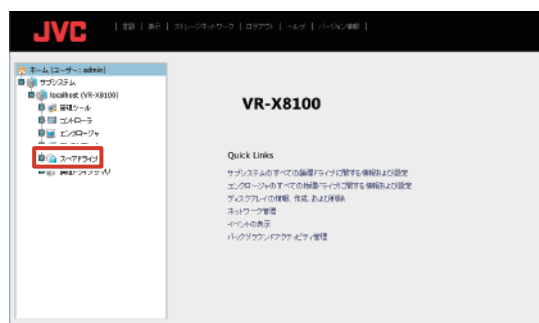 JVC
| 言語 | 表示 | ストレージネットワーク | ログアウト | ヘルプ | バージョン情報 |
ホーム (ユーザー: admin)
サブシステム
localhost (VR-X8100)
管理ツール
コントローラ
エンクロージャ
スペアドライブ
VR-X8100
Quick Links
サブシステムのすべての論理ドライブに関する情報および設定
エンクロージャのすべての物理ドライブに関する情報および設定
ディスクアレイの情報, 作成, および削除
ネットワーク管理
イベントの表示
バックグラウンドアクティビティ管理